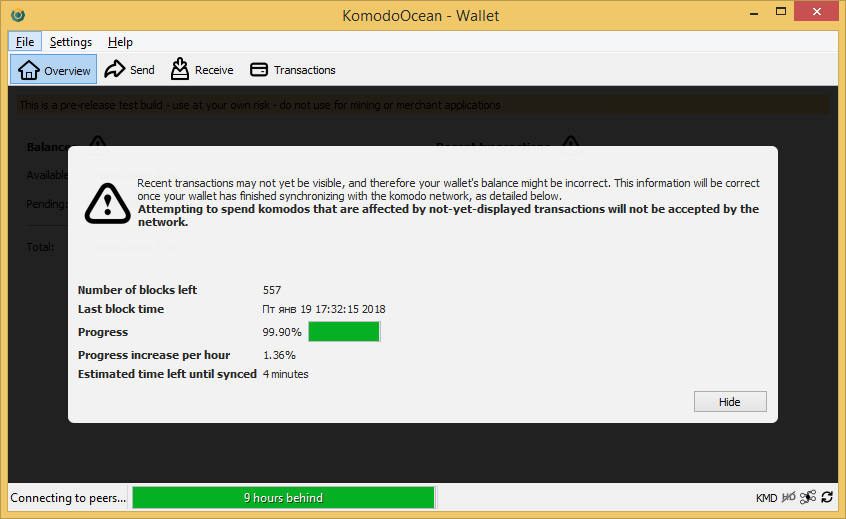 KomodoOcean - Wallet
File Settings Help
Overview Send Receive Transactions
This is a pre-release test build - use at your own risk - do not use for mining or merchant applications
Balances Recent transactions
Available
Recent transactions may not yet be visible, and therefore your wallet's balance might be incorrect. This information will be correct
once your wallet has finished synchronizing with the komodo network, as detailed below.
Attempting to spend komodos that are affected by not-yet-displayed transactions will not be accepted by the
network.
Pending:
Total:
Number of blocks left 557
Last block time Пт янв 19 17:32:15 2018
Progress 99.90%
Progress increase per hour 1.36%
Estimated time left until synced 4 minutes
Hide
Connecting to peers... 9 hours behind KMD HD